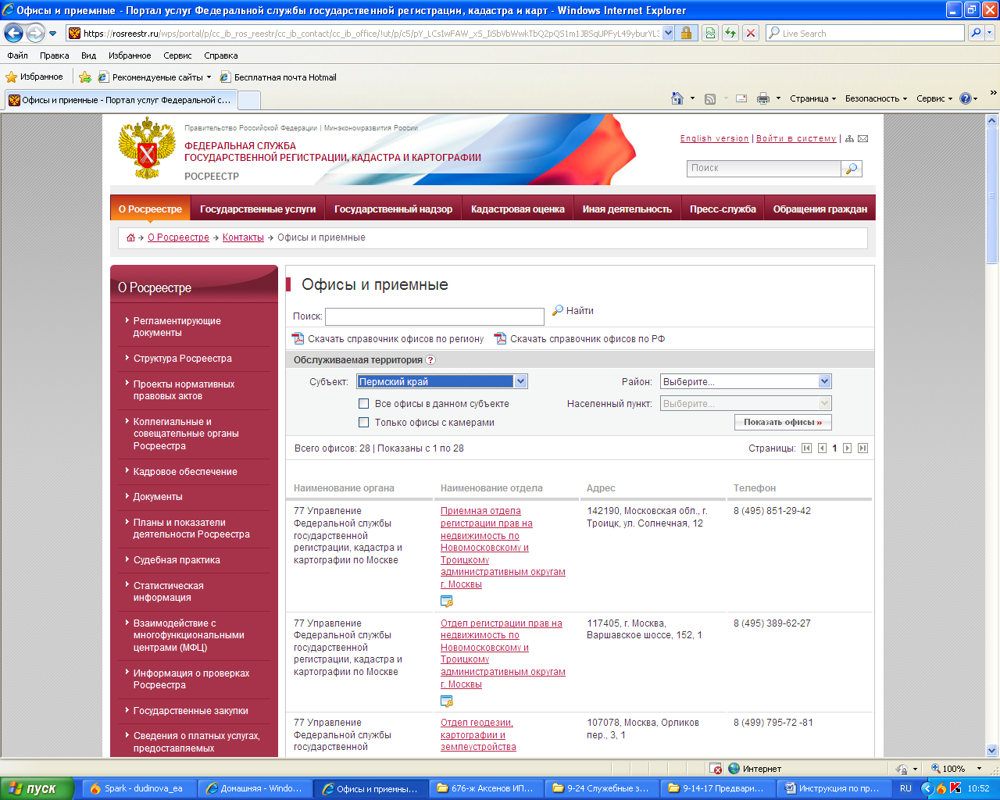 Офисы и приемные - Портал услуг Федеральной службы государственной регистрации, кадастра и карт - Windows Internet Explorer
Live Search
Файл Правка Вид Избранное Сервис Справка
Избранное Рекомендуемые сайты Бесплатная почта Hotmail
Офисы и приемные - Портал услуг Федеральной с...
Страница Безопасность Сервис
Правительство Российской Федерации | Минэкономразвития России
ФЕДЕРАЛЬНАЯ СЛУЖБА
ГОСУДАРСТВЕННОЙ РЕГИСТРАЦИИ, КАДАСТРА И КАРТОГРАФИИ
РОСРЕЕСТР
English version | Войти в систему |
Поиск
О Росреестре Государственные услуги Государственный надзор Кадастровая оценка Иная деятельность Пресс-служба Обращения граждан
О Росреестре Контакты Офисы и приемные
О Росреестре
Регламентирующие
документы
Структура Росреестра
Проекты нормативных
правовых актов
Коллегиальные и
совещательные органы
Росреестра
Кадровое обеспечение
Документы
Планы и показатели
деятельности Росреестра
Судебная практика
Статистическая
информация
Взаимодействие с
многофункциональными
центрами (МФЦ)
Информация о проверках
Росреестра
Государственные закупки
Сведения о платных услугах,
предоставляемых
Офисы и приемные
Поиск: Найти
Скачать справочник офисов по региону Скачать справочник офисов по РФ
Обслуживаемая территория ?
Субъект: Пермский край Район: Выберите...
Все офисы в данном субъекте Населенный пункт: Выберите...
Только офисы с камерами Показать офисы »
Всего офисов: 28 | Показаны с 1 по 28 Страницы: 1
Наименование органа Наименование отдела Адрес Телефон
77 Управление
Федеральной службы
государственной
регистрации, кадастра и
картографии по Москве
Приемная отдела
регистрации прав на
недвижимость по
Новомосковскому и
Троицкому
административным округам
г. Москвы
142190, Московская обл., г.
Троицк, ул. Солнечная, 12
8 (495) 851-29-42
77 Управление
Федеральной службы
государственной
регистрации, кадастра и
картографии по Москве
Отдел регистрации прав на
недвижимость по
Новомосковскому и
Троицкому
административным округам
г. Москвы
117405, г. Москва,
Варшавское шоссе, 152, 1
8 (495) 389-62-27
77 Управление
Федеральной службы
государственной
Отдел геодезии,
картографии и
землеустройства
107078, Москва, Орликов
пер., 3, 1
8 (499) 795-72 -81
Интернет 100%
пуск Spark - dudinova_ea Домашняя - Windo... Офисы и приемны... 676-ж Аксенов ИП... 9-24 Служебные з... 9-14-17 Предвари... Инструкция по пр... RU 10:52